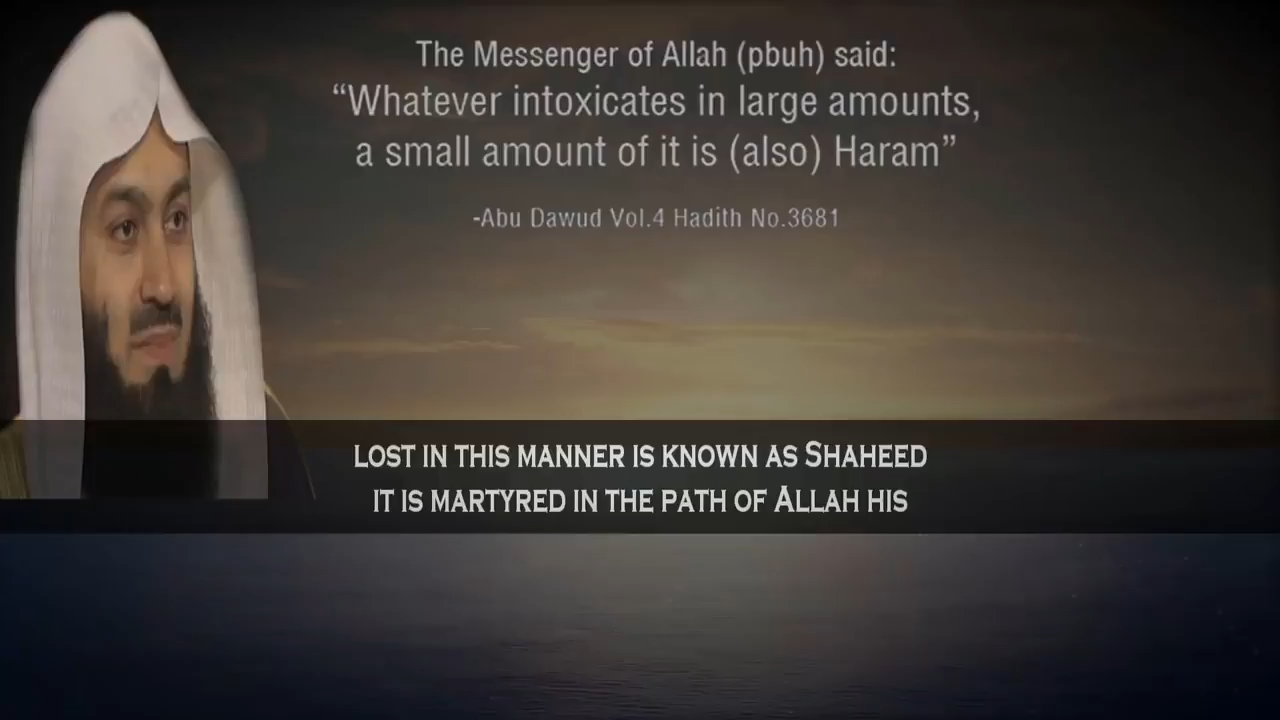 The Messenger of Allah (pbuh) said:
“Whatever intoxicates in large amounts,
a small amount of it is (also) Haram”
-Abu Dawud Vol.4 Hadith No.3681
LOST IN THIS MANNER IS KNOWN AS SHAHEED
IT IS MARTYRED IN THE PATH OF ALLAH HIS